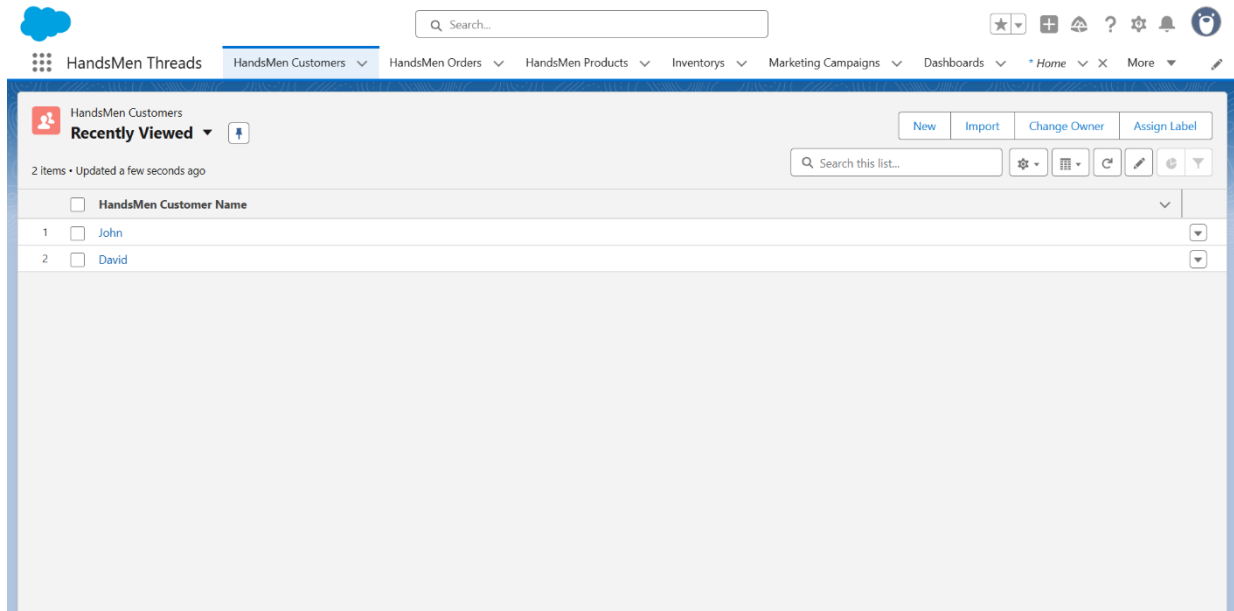 Search...
HandsMen Threads HandsMen Customers HandsMen Orders HandsMen Products Inventorys Marketing Campaigns Dashboards * Home More
HandsMen Customers
Recently Viewed
New Import Change Owner Assign Label
2 items • Updated a few seconds ago
Search this list...
HandsMen Customer Name
1 John
2 David